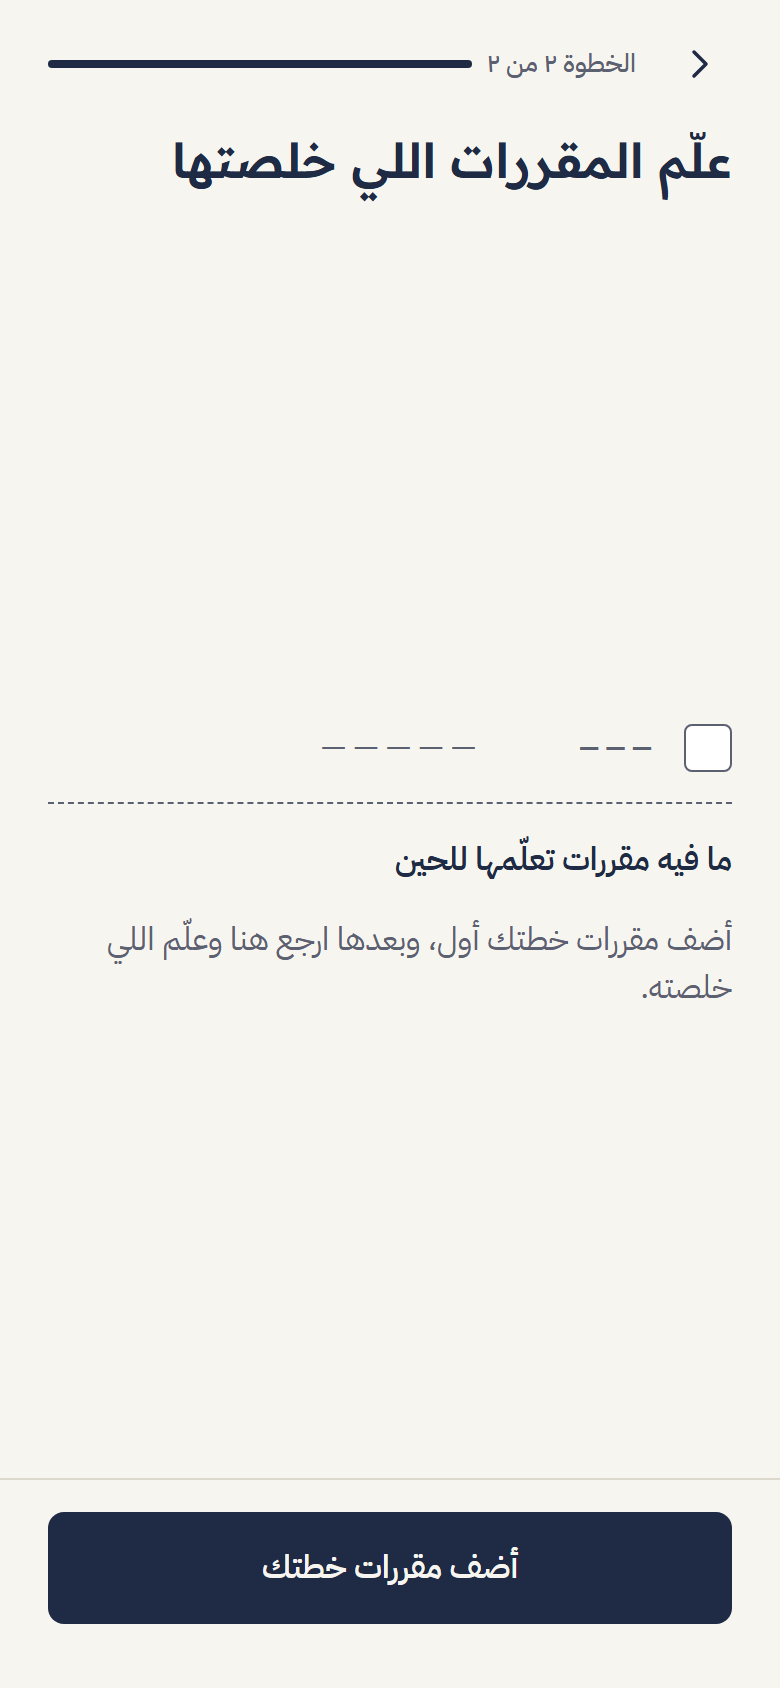 الخطوة ٢ من ٢
علّم المقررات اللي خلصتها
— — — — — — — —
ما فيه مقررات تعلّمها للحين
أضف مقررات خطتك أول، وبعدها ارجع هنا وعلّم اللي
خلصته.
أضف مقررات خطتك